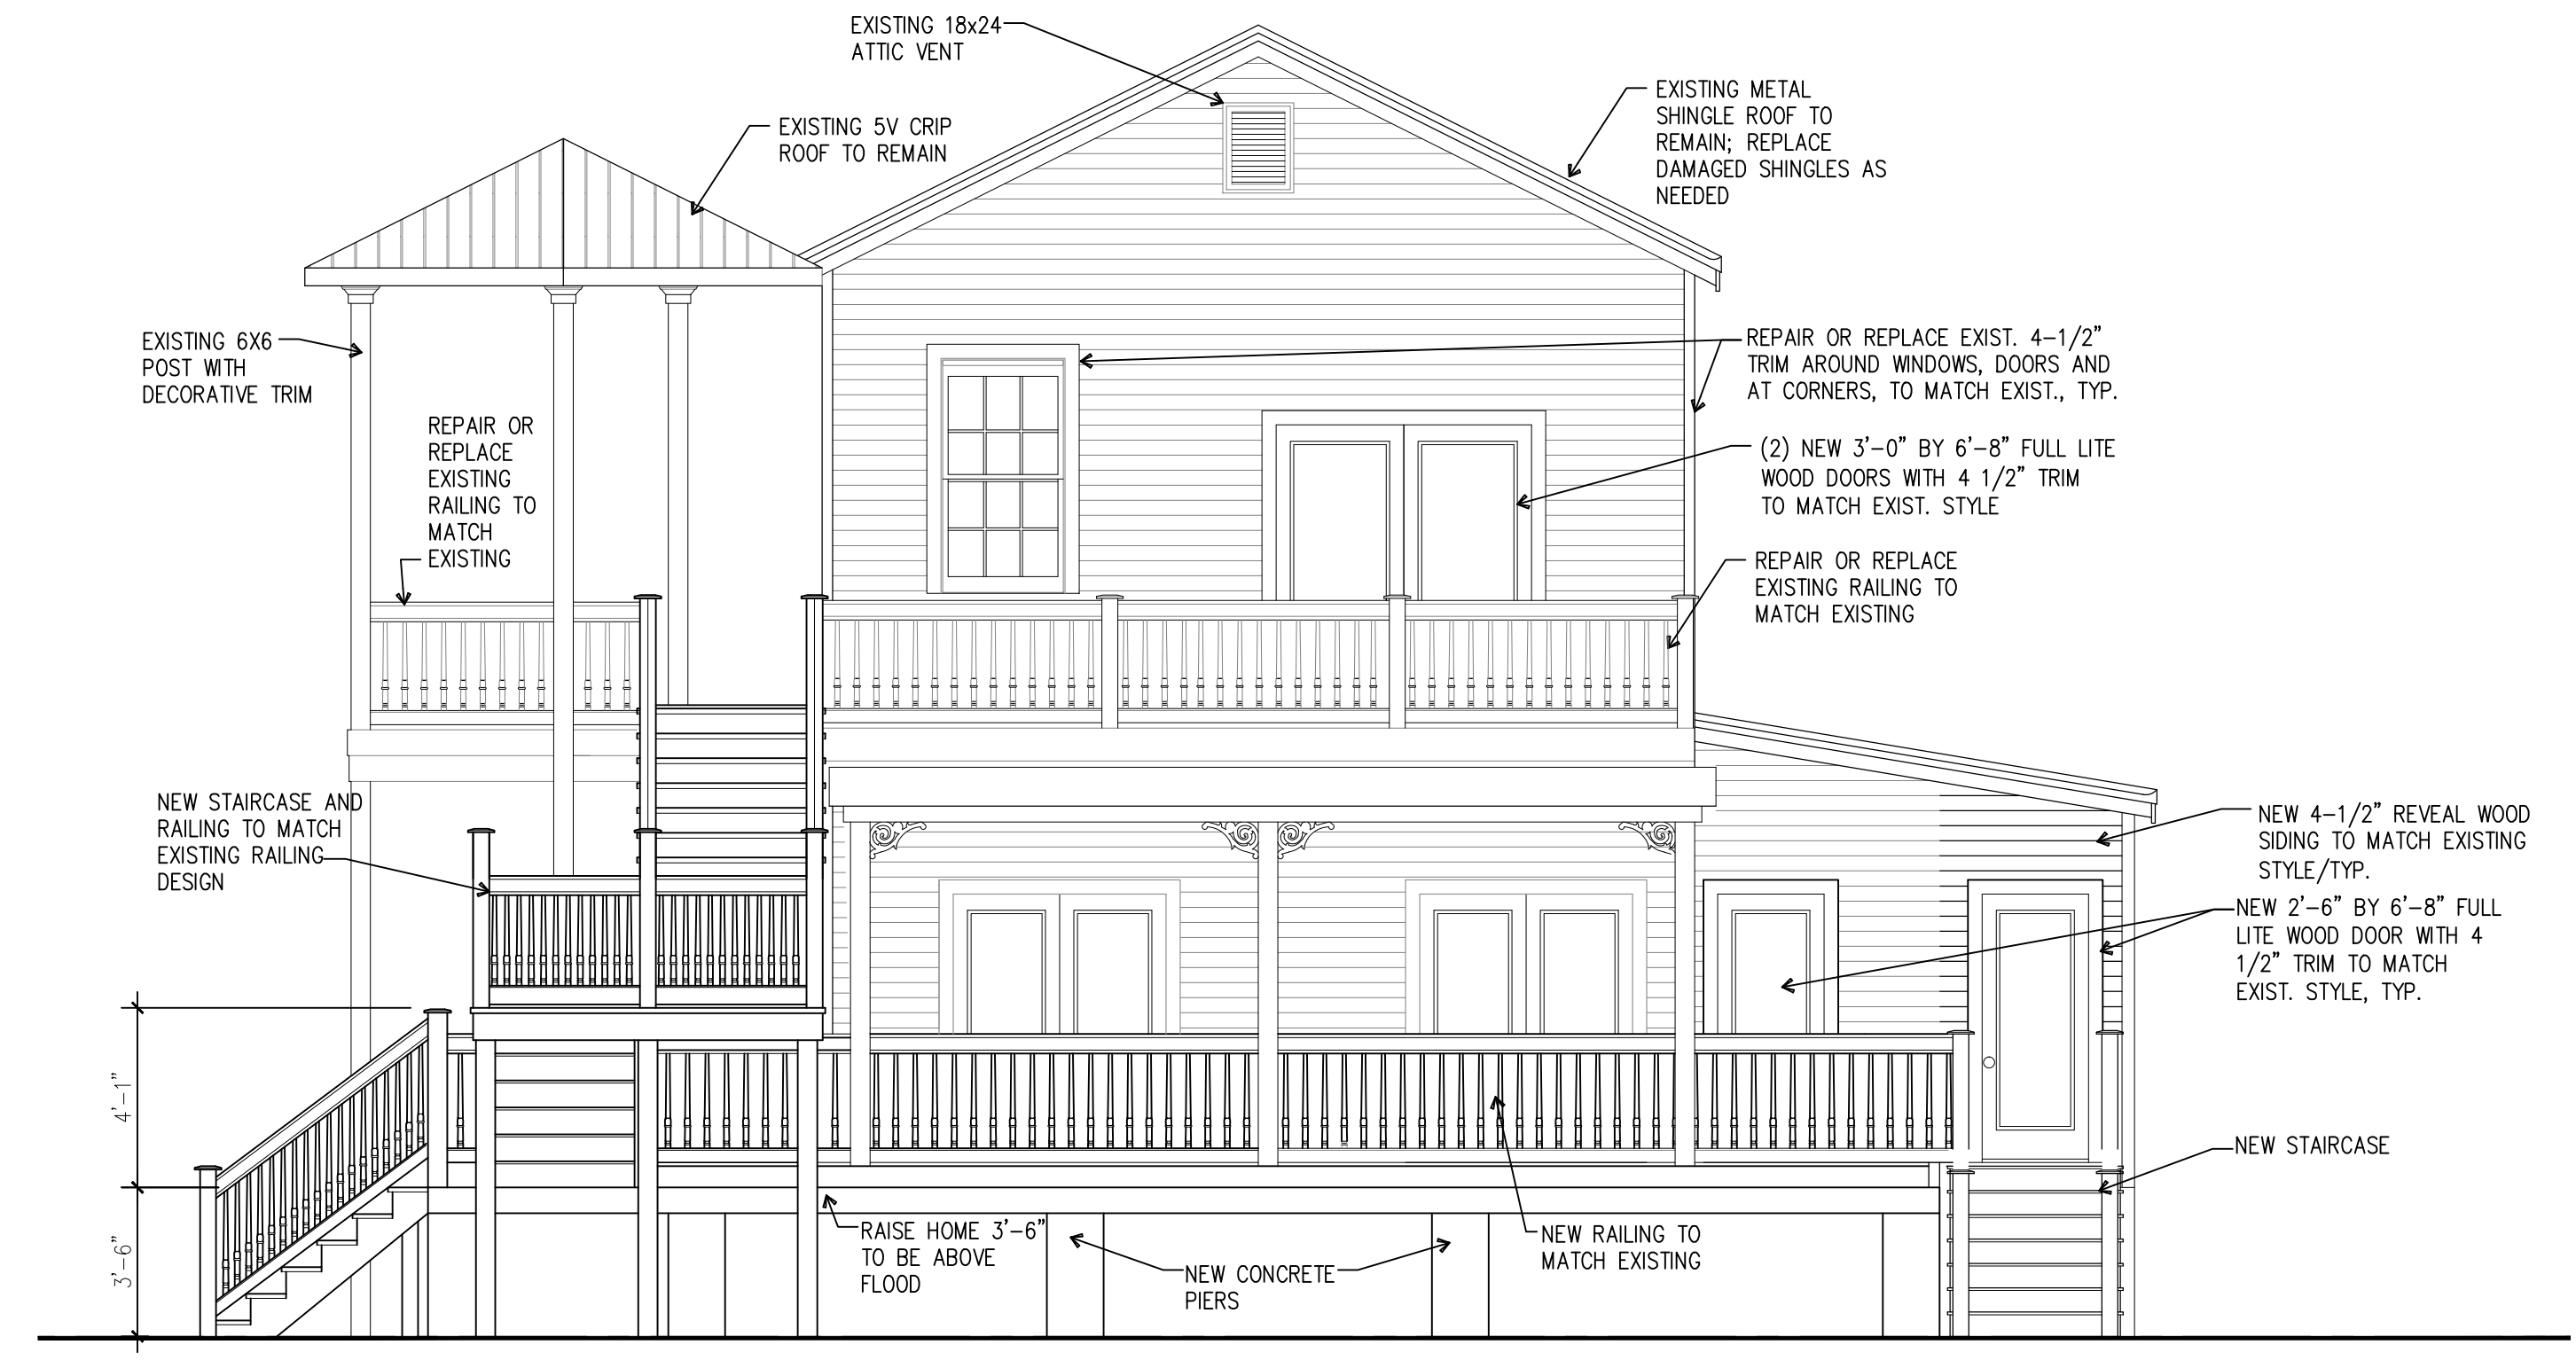 EXISTING 18x24
ATTIC VENT
EXISTING METAL
SHINGLE ROOF TO
REMAIN; REPLACE
DAMAGED SHINGLES AS
NEEDED
EXISTING 5V CRIP
ROOF TO REMAIN
EXISTING 6X6
POST WITH
DECORATIVE TRIM
REPAIR OR REPLACE EXIST. 4-1/2"
TRIM AROUND WINDOWS, DOORS AND
AT CORNERS, TO MATCH EXIST., TYP.
REPAIR OR
REPLACE
EXISTING
RAILING TO
MATCH
EXISTING
(2) NEW 3'-0" BY 6'-8" FULL LITE
WOOD DOORS WITH 4 1/2" TRIM
TO MATCH EXIST. STYLE
REPAIR OR REPLACE
EXISTING RAILING TO
MATCH EXISTING
NEW STAIRCASE AND
RAILING TO MATCH
EXISTING RAILING
DESIGN
NEW 4-1/2" REVEAL WOOD
SIDING TO MATCH EXISTING
STYLE/TYP.
NEW 2'-6" BY 6'-8" FULL
LITE WOOD DOOR WITH 4
1/2" TRIM TO MATCH
EXIST. STYLE, TYP.
4'-1"
3'-6"
NEW STAIRCASE
RAISE HOME 3'-6"
TO BE ABOVE
FLOOD
NEW CONCRETE
PIERS
NEW RAILING TO
MATCH EXISTING